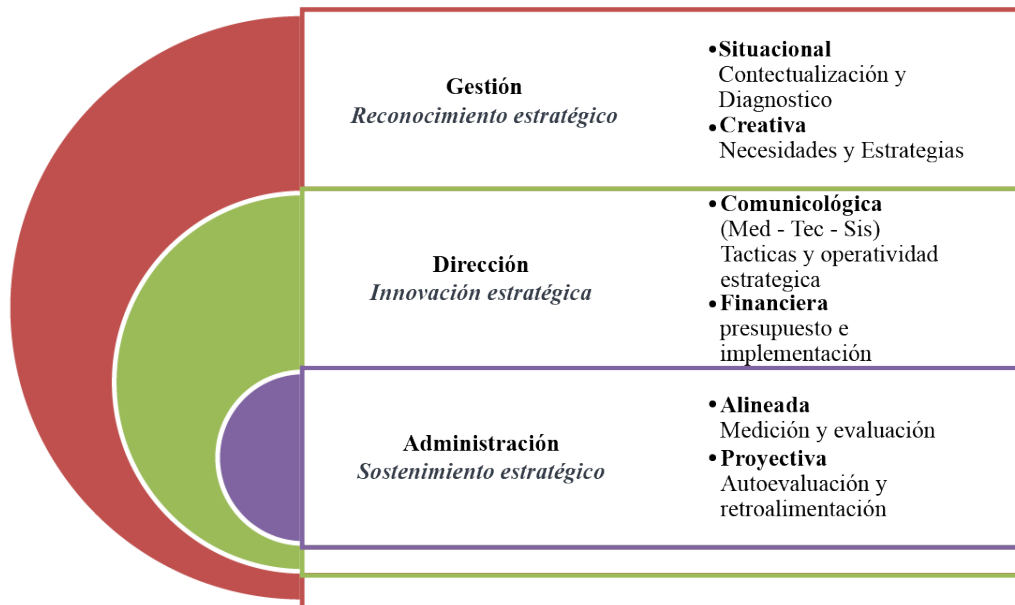 Gestión
Reconocimiento estratégico
•Situacional
Contectualización y
Diagnostico
•Creativa
Necesidades y Estrategias
Dirección
Innovación estratégica
•Comunicológica
(Med - Tec - Sis)
Tacticas y operatividad
estrategica
•Financiera
presupuesto e
implementación
Administración
Sostenimiento estratégico
•Alineada
Medición y evaluación
•Proyectiva
Autoevaluación y
retroalimentación